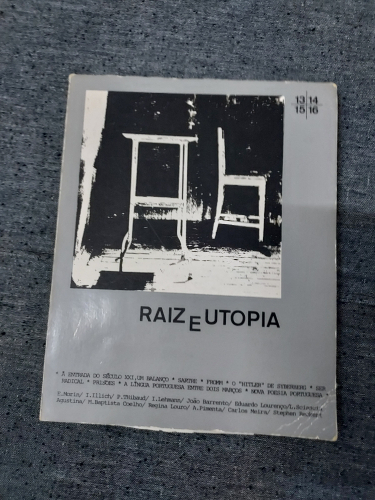 13 14
15 16
RAIZ E UTOPIA
* À ENTRADA DO SÉCULO XXI, UM BALANÇO * SARTRE * FROMM * O "HITLER" DE SYBERBERG * SER
RADICAL * PRISÕES * A LÍNGUA PORTUGUESA ENTRE DOIS MARÇOS * NOVA POESIA PORTUGUESA
E.Morin/ I.Illich/ P.Thibaud/ I.Lehmann/ João Barrento/ Eduardo Lourenço/
Agustina/ M.Baptista Coelho/ Regina Louro/ A.Pimenta/ Carlos Meira/ Stephen Reckert